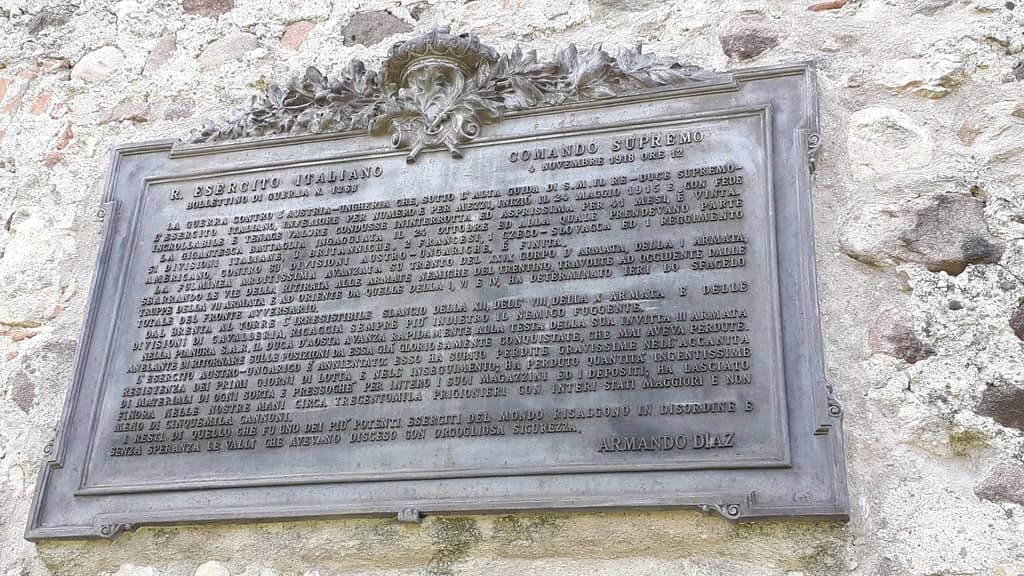 R. ESERCITO ITALIANO COMANDO SUPREMO
BOLLETTINO DI GUERRA N. 1268 4 NOVEMBRE 1918 ORE 12
LA GUERRA CONTRO L'AUSTRIA-UNGHERIA CHE, SOTTO L'ALTA GUIDA DI S.M. IL RE-DUCE SUPREMO-
L'ESERCITO ITALIANO, INFERIORE PER NUMERO E PER MEZZI, INIZIÒ IL 24 MAGGIO 1915 E CON FEDE
INCROLLABILE E TENACE VALORE CONDUSSE ININTERROTTA ED ASPRISSIMA PER 41 MESI, È VINTA.
LA GIGANTESCA BATTAGLIA INGAGGIATA IL 24 OTTOBRE ED ALLA QUALE PRENDEVANO PARTE
51 DIVISIONI ITALIANE, 3 BRITANNICHE, 2 FRANCESI, 1 CZECO-SLOVACCA ED 1 REGGIMENTO
AMERICANO, CONTRO 63 DIVISIONI AUSTRO-UNGARICHE, È FINITA.
LA FULMINEA ARDITISSIMA AVANZATA SU TRENTO DEL XXIX CORPO D'ARMATA, DELLA I ARMATA,
SBARRANDO LE VIE DELLA RITIRATA ALLE ARMATE NEMICHE DEL TRENTINO, TRAVOLTE AD OCCIDENTE DALLE
TRUPPE DELLA VII ARMATA E AD ORIENTE DA QUELLE DELLA I, VI E IV, HA DETERMINATO IERI LO SFACELO
TOTALE DEL FRONTE AVVERSARIO.
DAL BRENTA AL TORRE L'IRRESISTIBILE SLANCIO DELLA XII, DELL'VIII, DELLA X ARMATA E DELLE
DIVISIONI DI CAVALLERIA, RICACCIA SEMPRE PIU' INDIETRO IL NEMICO FUGGENTE.
NELLA PIANURA S.A.R. IL DUCA D'AOSTA AVANZA RAPIDAMENTE ALLA TESTA DELLA SUA INVITTA III ARMATA
ANELANTE DI RITORNARE SULLE POSIZIONI DA ESSA GIÀ GLORIOSAMENTE CONQUISTATE, CHE MAI AVEVA PERDUTE.
L'ESERCITO AUSTRO-UNGARICO È ANNIENTATO: ESSO HA SUBITO PERDITE GRAVISSIME NELL'ACCANITA
RESISTENZA DEI PRIMI GIORNI DI LOTTA E NELL'INSEGUIMENTO; HA PERDUTO QUANTITÀ INGENTISSIME
DI MATERIALI DI OGNI SORTA E PRESSOCHÈ PER INTERO I SUOI MAGAZZINI ED I DEPOSITI, HA LASCIATO
FINORA NELLE NOSTRE MANI CIRCA TRECENTOMILA PRIGIONIERI CON INTERI STATI MAGGIORI E NON
MENO DI CINQUEMILA CANNONI.
I RESTI DI QUELLO CHE FU UNO DEI PIU' POTENTI ESERCITI DEL MONDO RISALGONO IN DISORDINE E
SENZA SPERANZA LE VALLI CHE AVEVANO DISCESO CON ORGOGLIOSA SICUREZZA.
ARMANDO DIAZ